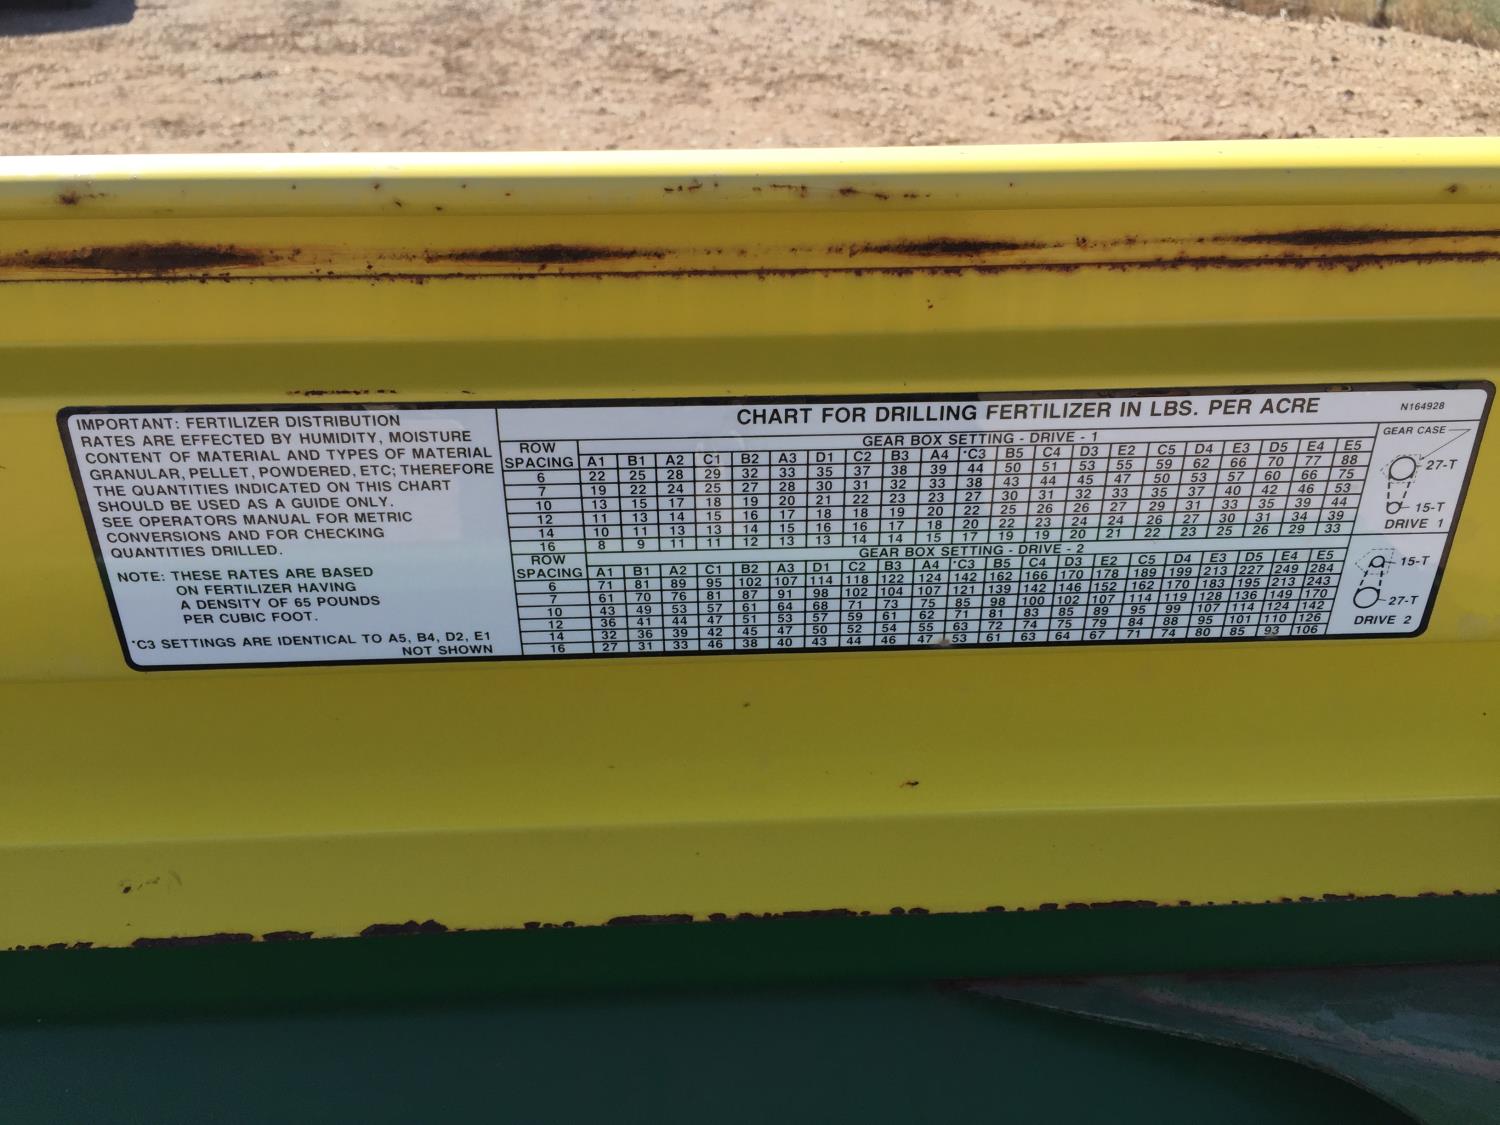 IMPORTANT: FERTILIZER DISTRIBUTION
RATES ARE EFFECTED BY HUMIDITY, MOISTURE
CONTENT OF MATERIAL AND TYPES OF MATERIAL
GRANULAR, PELLET, POWDERED, ETC; THEREFORE
THE QUANTITIES INDICATED ON THIS CHART
SHOULD BE USED AS A GUIDE ONLY.
SEE OPERATORS MANUAL FOR METRIC
CONVERSIONS AND FOR CHECKING
QUANTITIES DRILLED.
NOTE: THESE RATES ARE BASED
ON FERTILIZER HAVING
A DENSITY OF 65 POUNDS
PER CUBIC FOOT.
*C3 SETTINGS ARE IDENTICAL TO A5, B4, D2, E1
NOT SHOWN
CHART FOR DRILLING FERTILIZER IN LBS. PER ACRE
N164928
ROW SPACING
GEAR BOX SETTING - DRIVE - 1
A1 B1 A2 C1 B2 A3 D1 C2 B3 A4 *C3 B5 C4 D3 E2 C5 D4 E3 D5 E4 E5
6 22 25 28 29 32 33 35 37 38 39 44 50 51 53 55 59 62 66 70 77 88
7 19 22 24 25 27 28 30 31 32 33 38 43 44 45 47 50 53 57 60 66 75
10 13 15 17 18 19 20 21 22 23 23 27 30 31 32 33 35 37 40 42 46 53
12 11 13 14 15 16 17 18 18 19 20 22 25 26 26 27 29 31 33 35 39 44
14 10 11 13 13 14 15 16 16 17 18 20 22 23 24 24 26 27 30 31 34 39
16 8 9 11 11 12 13 13 14 14 15 17 19 19 20 21 22 23 25 26 29 33
ROW SPACING
GEAR BOX SETTING - DRIVE - 2
A1 B1 A2 C1 B2 A3 D1 C2 B3 A4 *C3 B5 C4 D3 E2 C5 D4 E3 D5 E4 E5
6 71 81 89 95 102 107 114 118 122 124 142 162 166 170 178 189 199 213 227 249 284
7 61 70 76 81 87 91 98 102 104 107 121 139 142 146 152 162 170 183 195 213 243
10 43 49 53 57 61 64 68 71 73 75 85 98 100 102 107 114 119 128 136 149 170
12 36 41 44 47 51 53 57 59 61 62 71 81 83 85 89 95 99 107 114 124 142
14 32 36 39 42 45 47 50 52 54 55 63 72 74 75 79 84 88 95 101 110 126
16 27 31 33 46 38 40 43 44 46 47 53 61 63 64 67 71 74 80 85 93 106
GEAR CASE
27-T
15-T
DRIVE 1
15-T
27-T
DRIVE 2